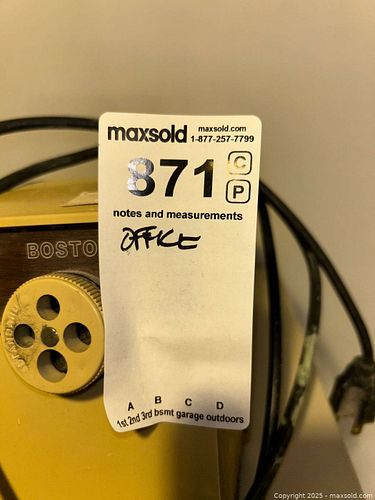 maxsold
maxsold.com
1-877-257-7799
871
C
P
notes and measurements
OFFICE
BOSTO
A B C D
1st 2nd 3rd bsmt garage outdoors
Copyright 2025 - maxsold.com